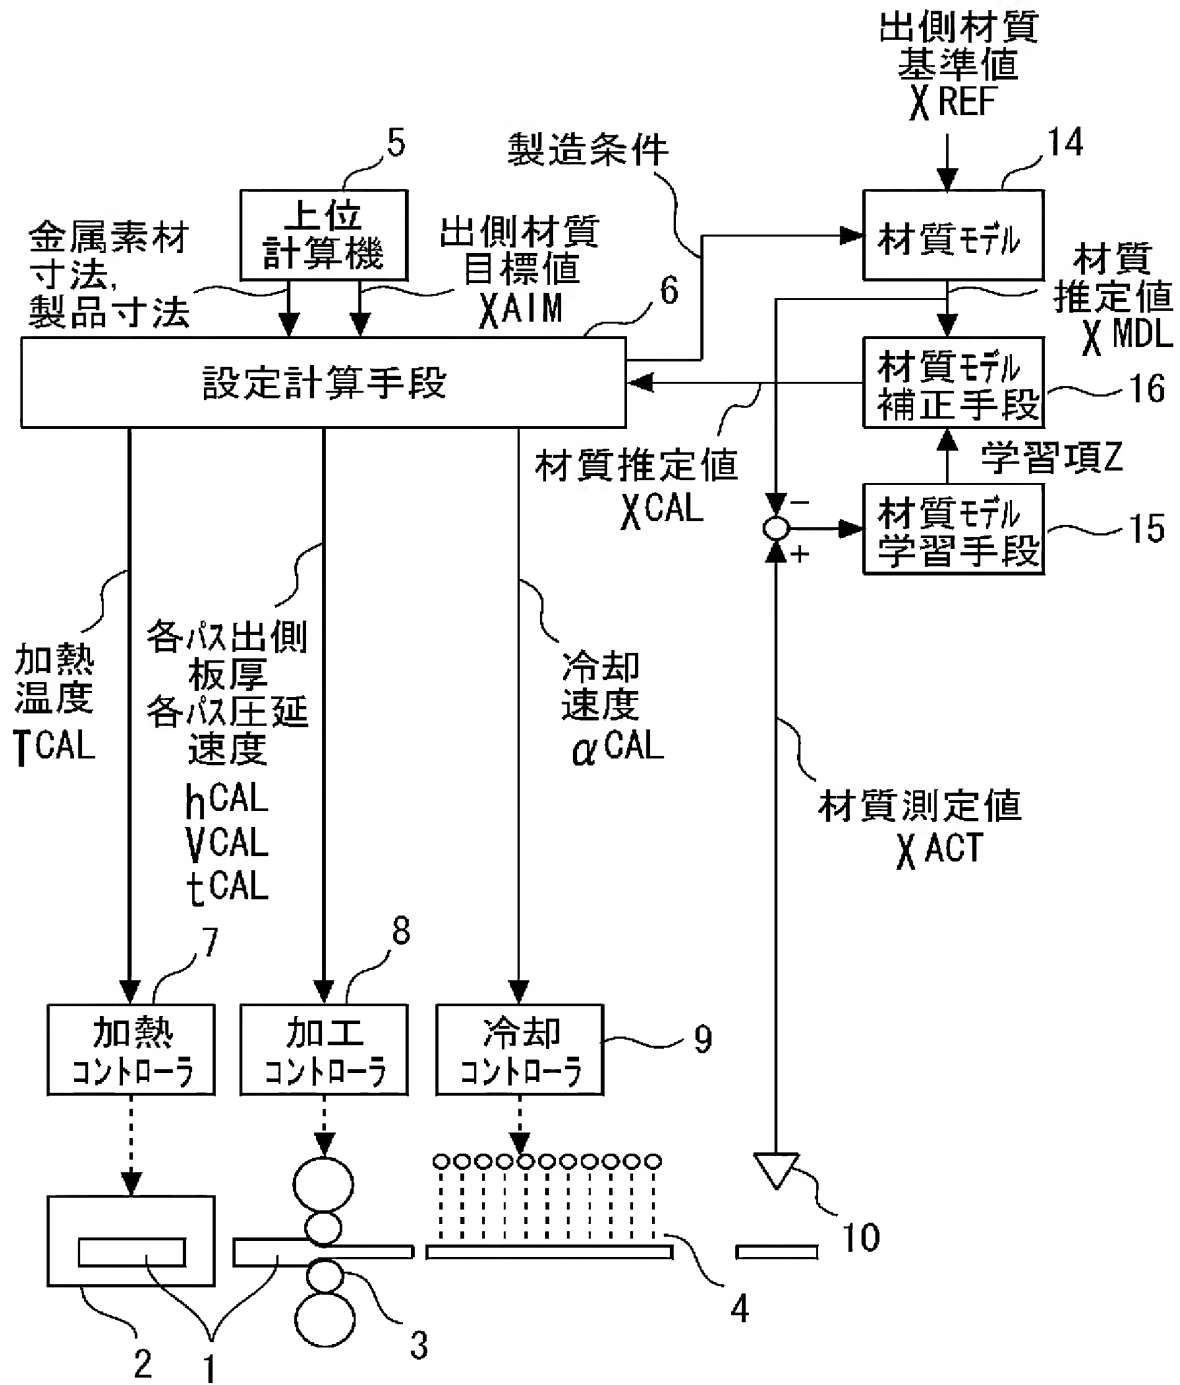 出側材質
基準値
X REF
14
製造条件
5
上位
計算機
金属素材
寸法,
製品寸法
出側材質
目標値
XAIM
6
材質モデル
材質
推定値
X MDL
設定計算手段
材質モデル
補正手段
16
学習項Z
材質推定値
XCAL
−
+
材質モデル
学習手段
15
加熱
温度
TCAL
各パス出側
板厚
各パス圧延
速度
hCAL
VCAL
tCAL
冷却
速度
αCAL
材質測定値
X ACT
7
8
9
加熱
コントローラ
加工
コントローラ
冷却
コントローラ
10
4
3
2
1